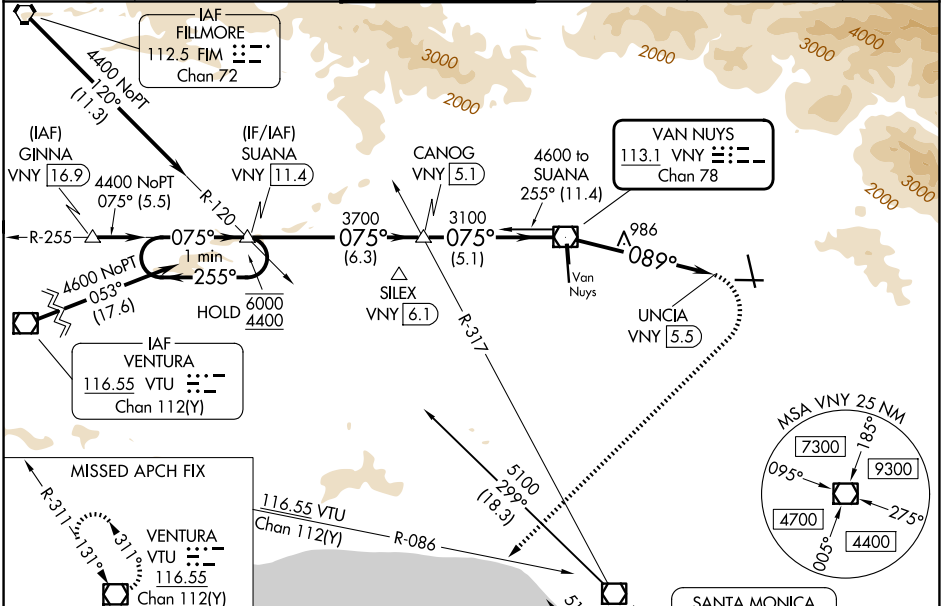 IAF
FILLMORE
112.5 FIM
Chan 72
3000
2000
2000
3000
4000
2000
3000
4400 NoPT
120°
(11.3)
(IAF)
GINNA
VNY 16.9
4400 NoPT
075° (5.5)
R-120
(IF/IAF)
SUANA
VNY 11.4
CANOG
VNY 5.1
4600 to
SUANA
255° (11.4)
VAN NUYS
113.1 VNY
Chan 78
R-255
075°
1 min
255°
3700
075°
(6.3)
3100
075°
(5.1)
986
089°
Van
Nuys
4600 NoPT
053°
(17.6)
HOLD
6000
4400
SILEX
VNY 6.1
R-317
UNCIA
VNY 5.5
IAF
VENTURA
116.55 VTU
Chan 112(Y)
MSA VNY 25 NM
7300
185°
9300
095°
275°
4700
005°
4400
MISSED APCH FIX
R-311
131°
311°
VENTURA
VTU
116.55
Chan 112(Y)
116.55 VTU
Chan 112(Y)
R-086
5100
299°
(18.3)
SANTA MONICA